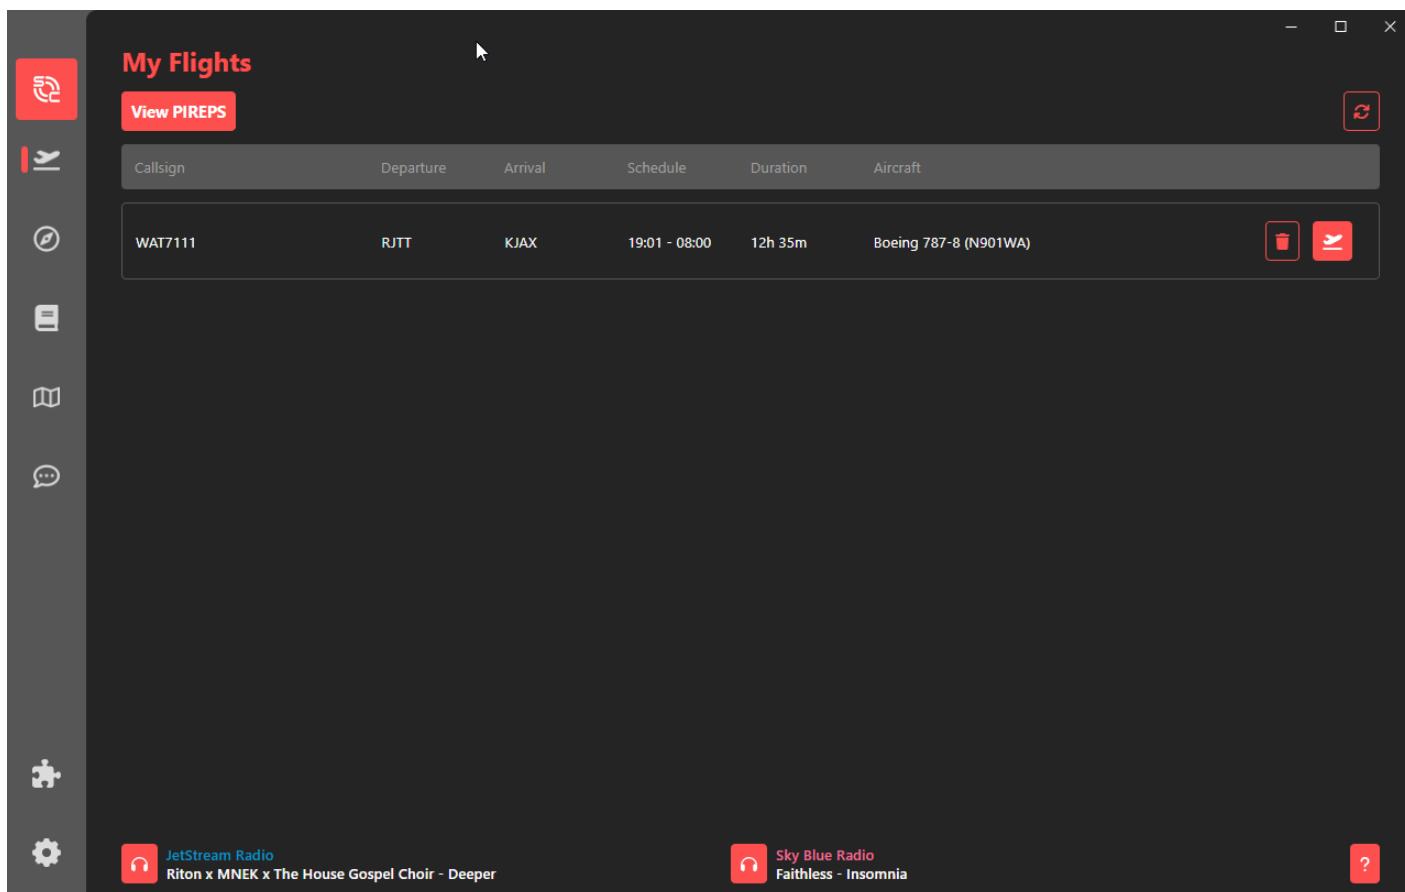 My Flights
View PIREPS
Callsign Departure Arrival Schedule Duration Aircraft
WAT7111 RJTT KJAX 19:01 - 08:00 12h 35m Boeing 787-8 (N901WA)
JetStream Radio
Riton x MNEK x The House Gospel Choir - Deeper
Sky Blue Radio
Faithless - Insomnia
?